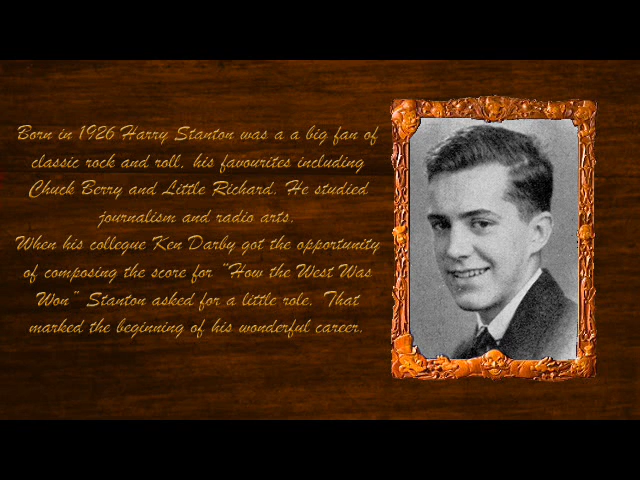 Born in 1926 Harry Stanton was a a big fan of
classic rock and roll, his favourites including
Chuck Berry and Little Richard. He studied
journalism and radio arts.
When his collegue Ken Darby got the opportunity
of composing the score for "How the West Was
Won" Stanton asked for a little role. That
marked the beginning of his wonderful career.